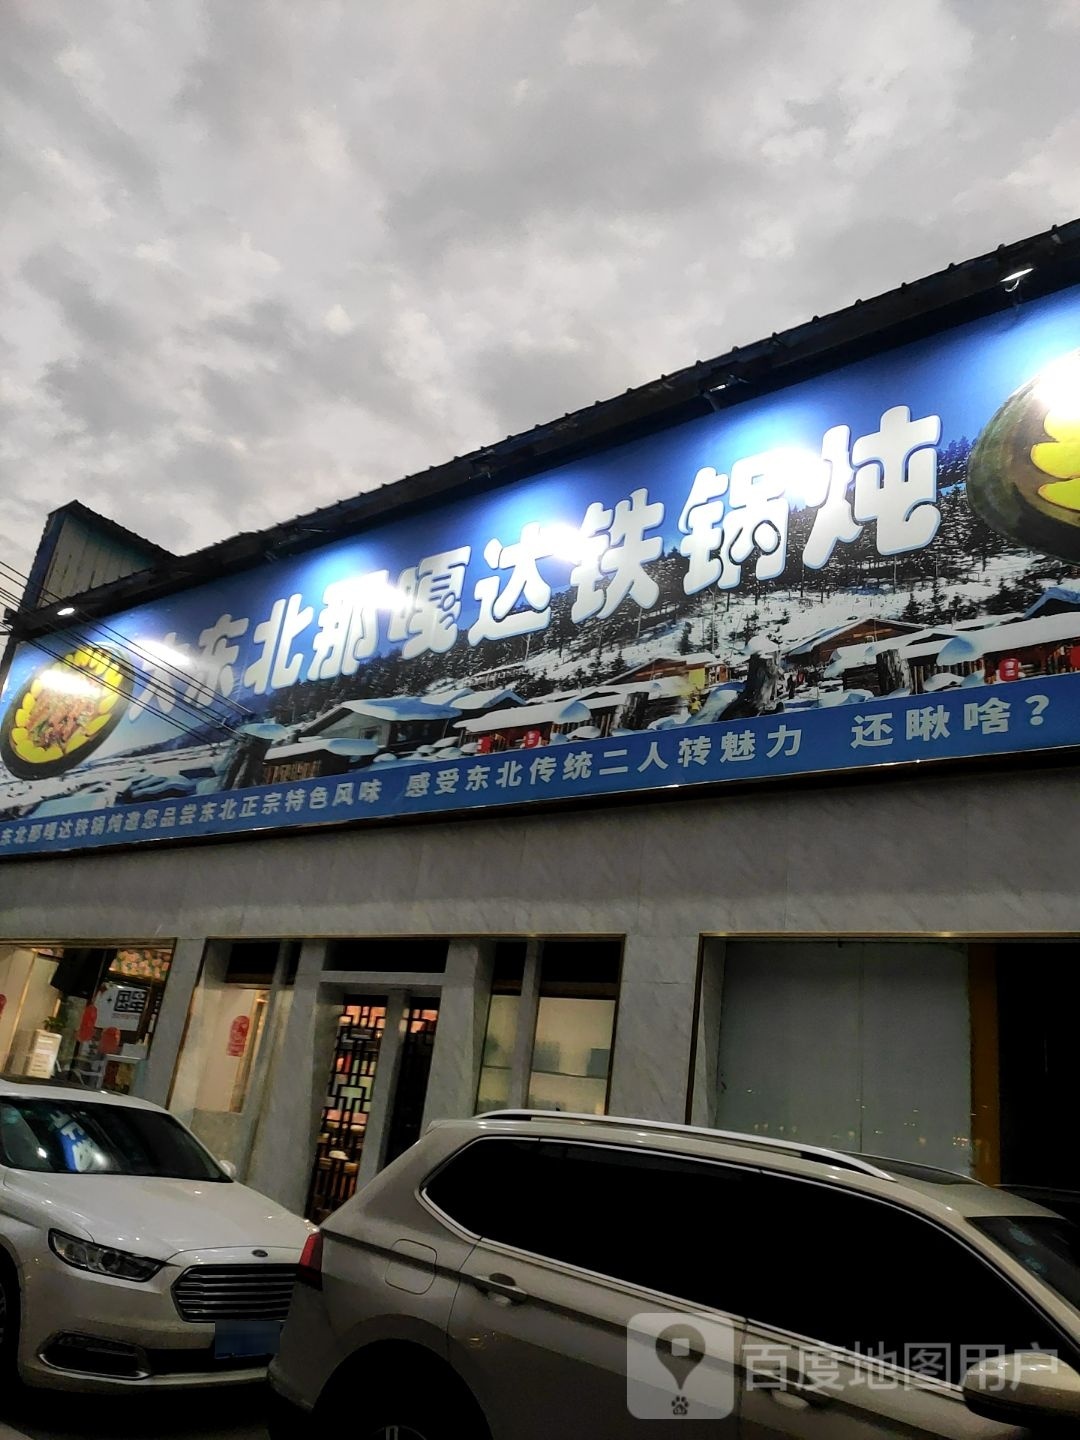 大东北那嘎达铁锅炖
东北那嘎达铁锅炖邀您品尝东北正宗特色风味 感受东北传统二人转魅力 还瞅啥？
百度地图用户